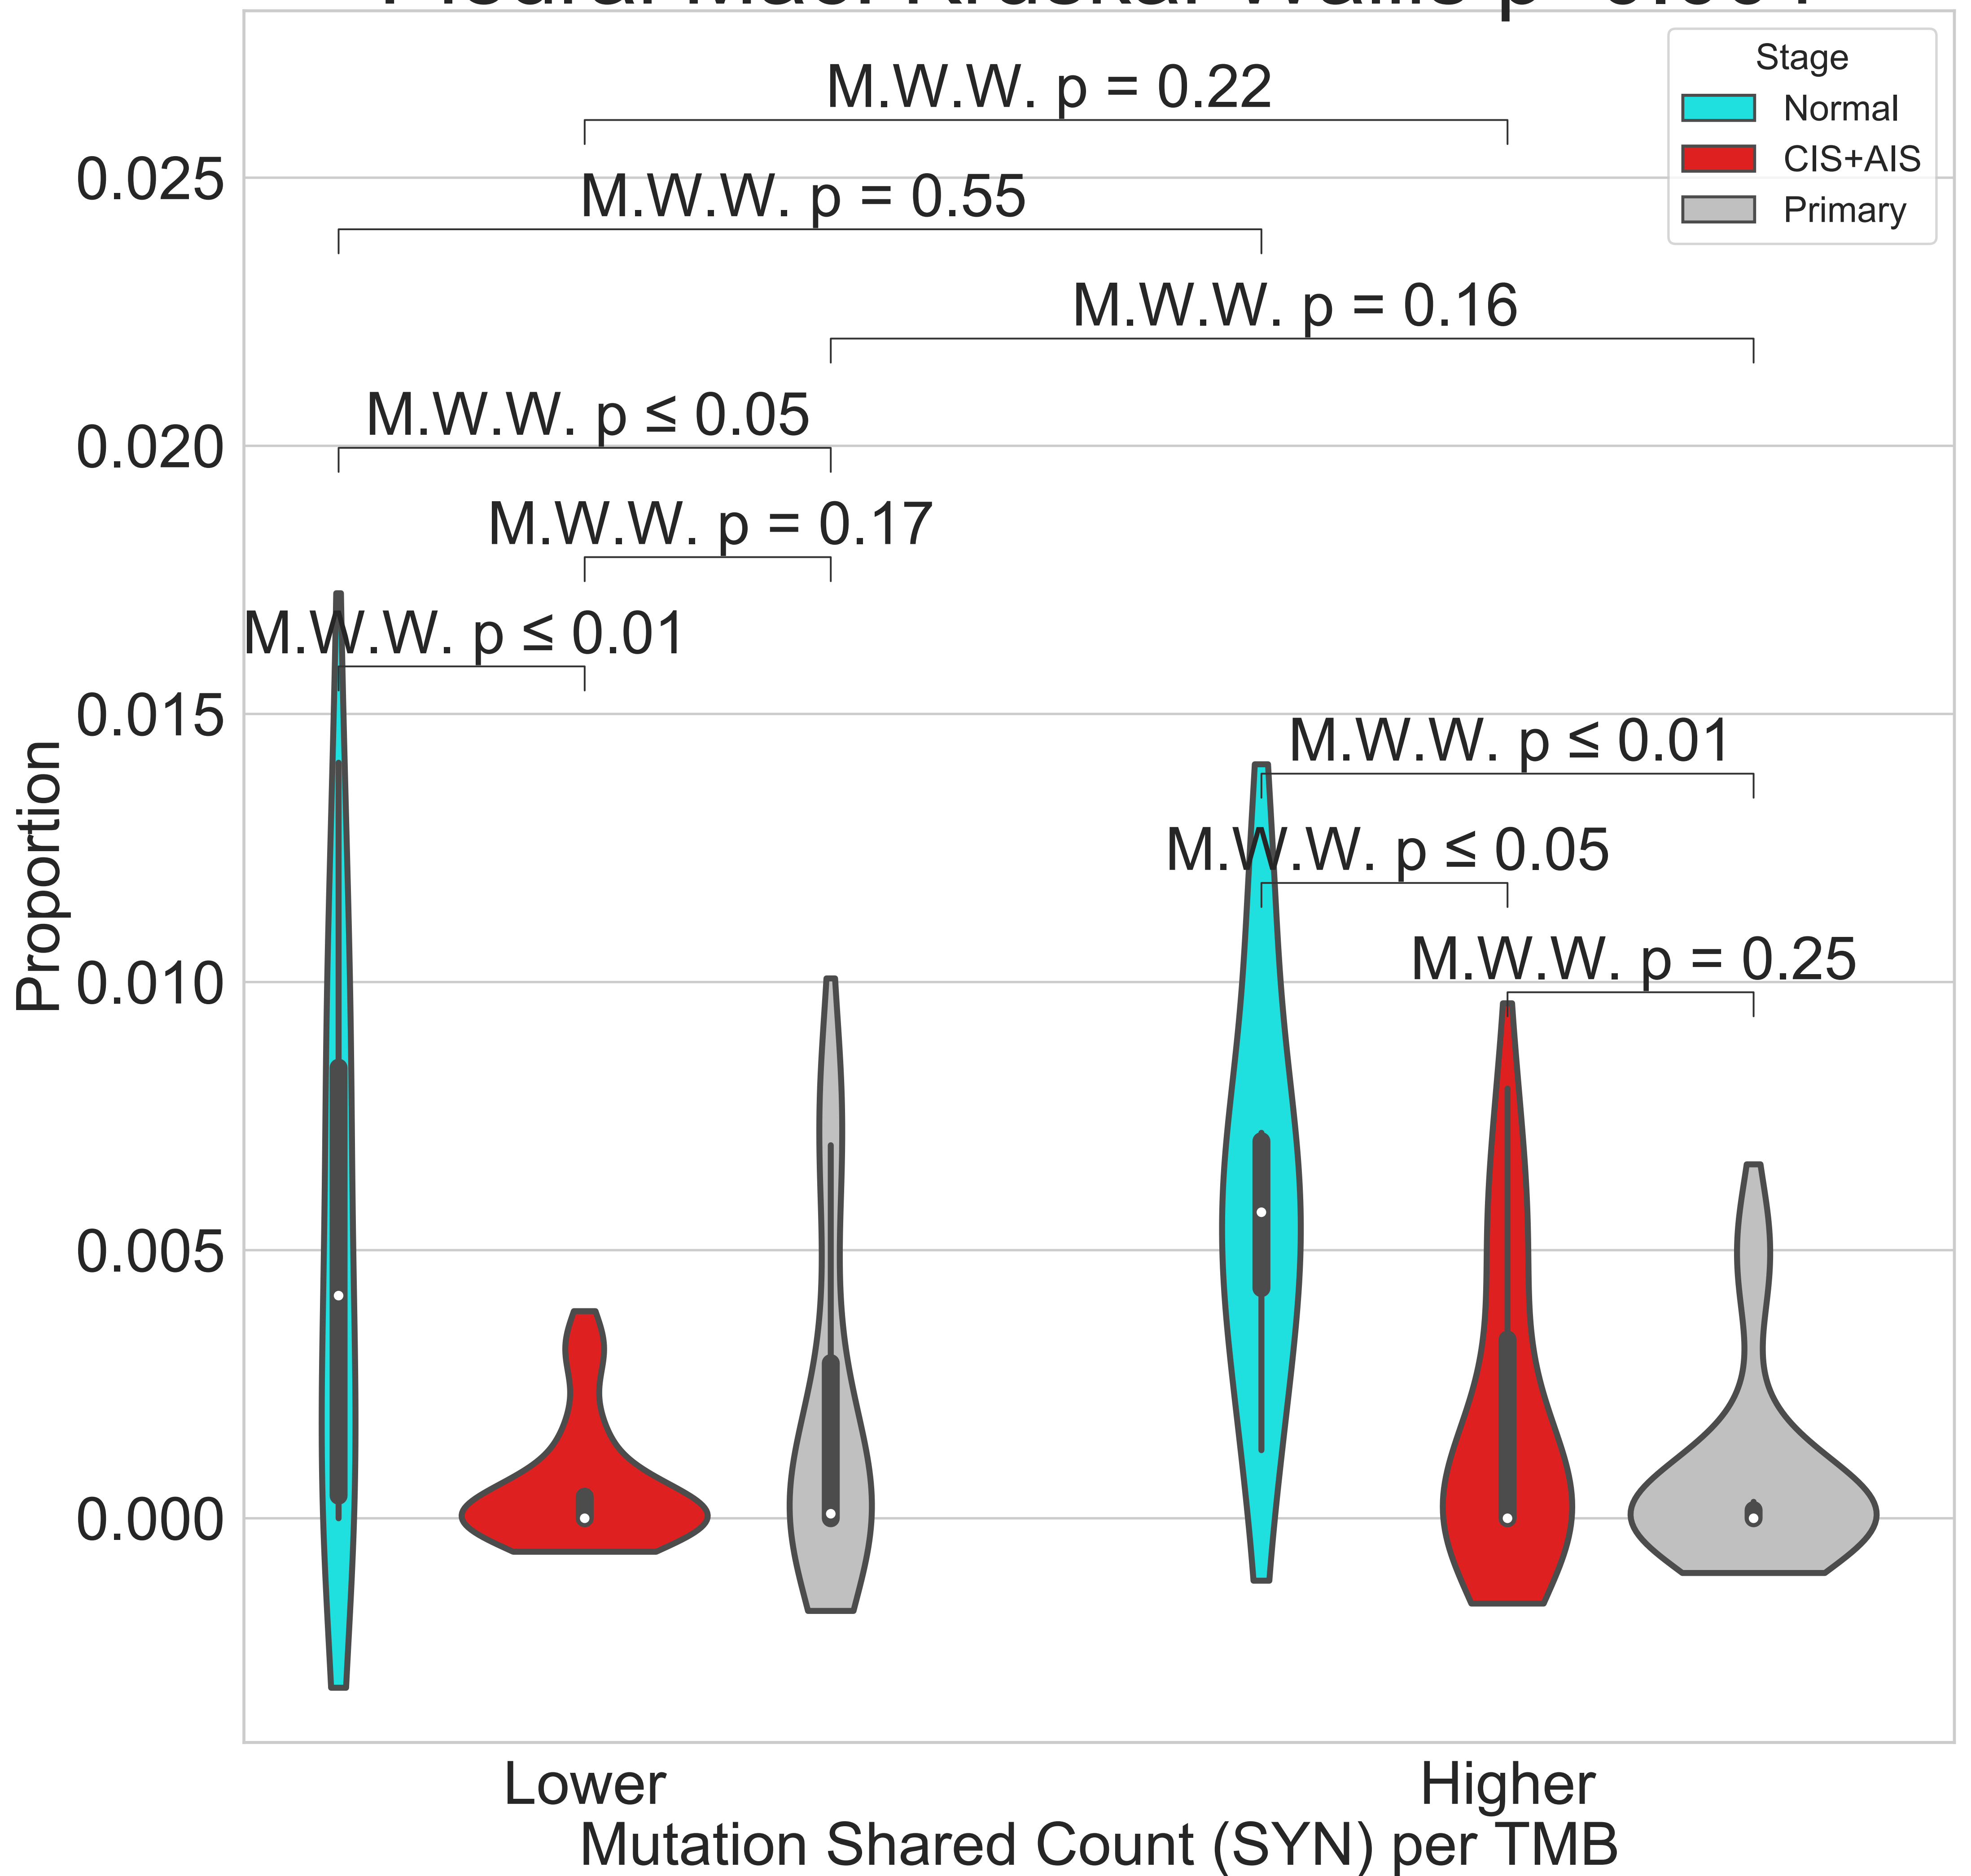 M.W.W. p = 0.22
M.W.W. p = 0.55
M.W.W. p = 0.16
M.W.W. p ≤ 0.05
M.W.W. p = 0.17
M.W.W. p ≤ 0.01
M.W.W. p ≤ 0.01
M.W.W. p ≤ 0.05
M.W.W. p = 0.25
Stage
Normal
CIS+AIS
Primary
Proportion
0.025
0.020
0.015
0.010
0.005
0.000
Lower
Higher
Mutation Shared Count (SYN) per TMB